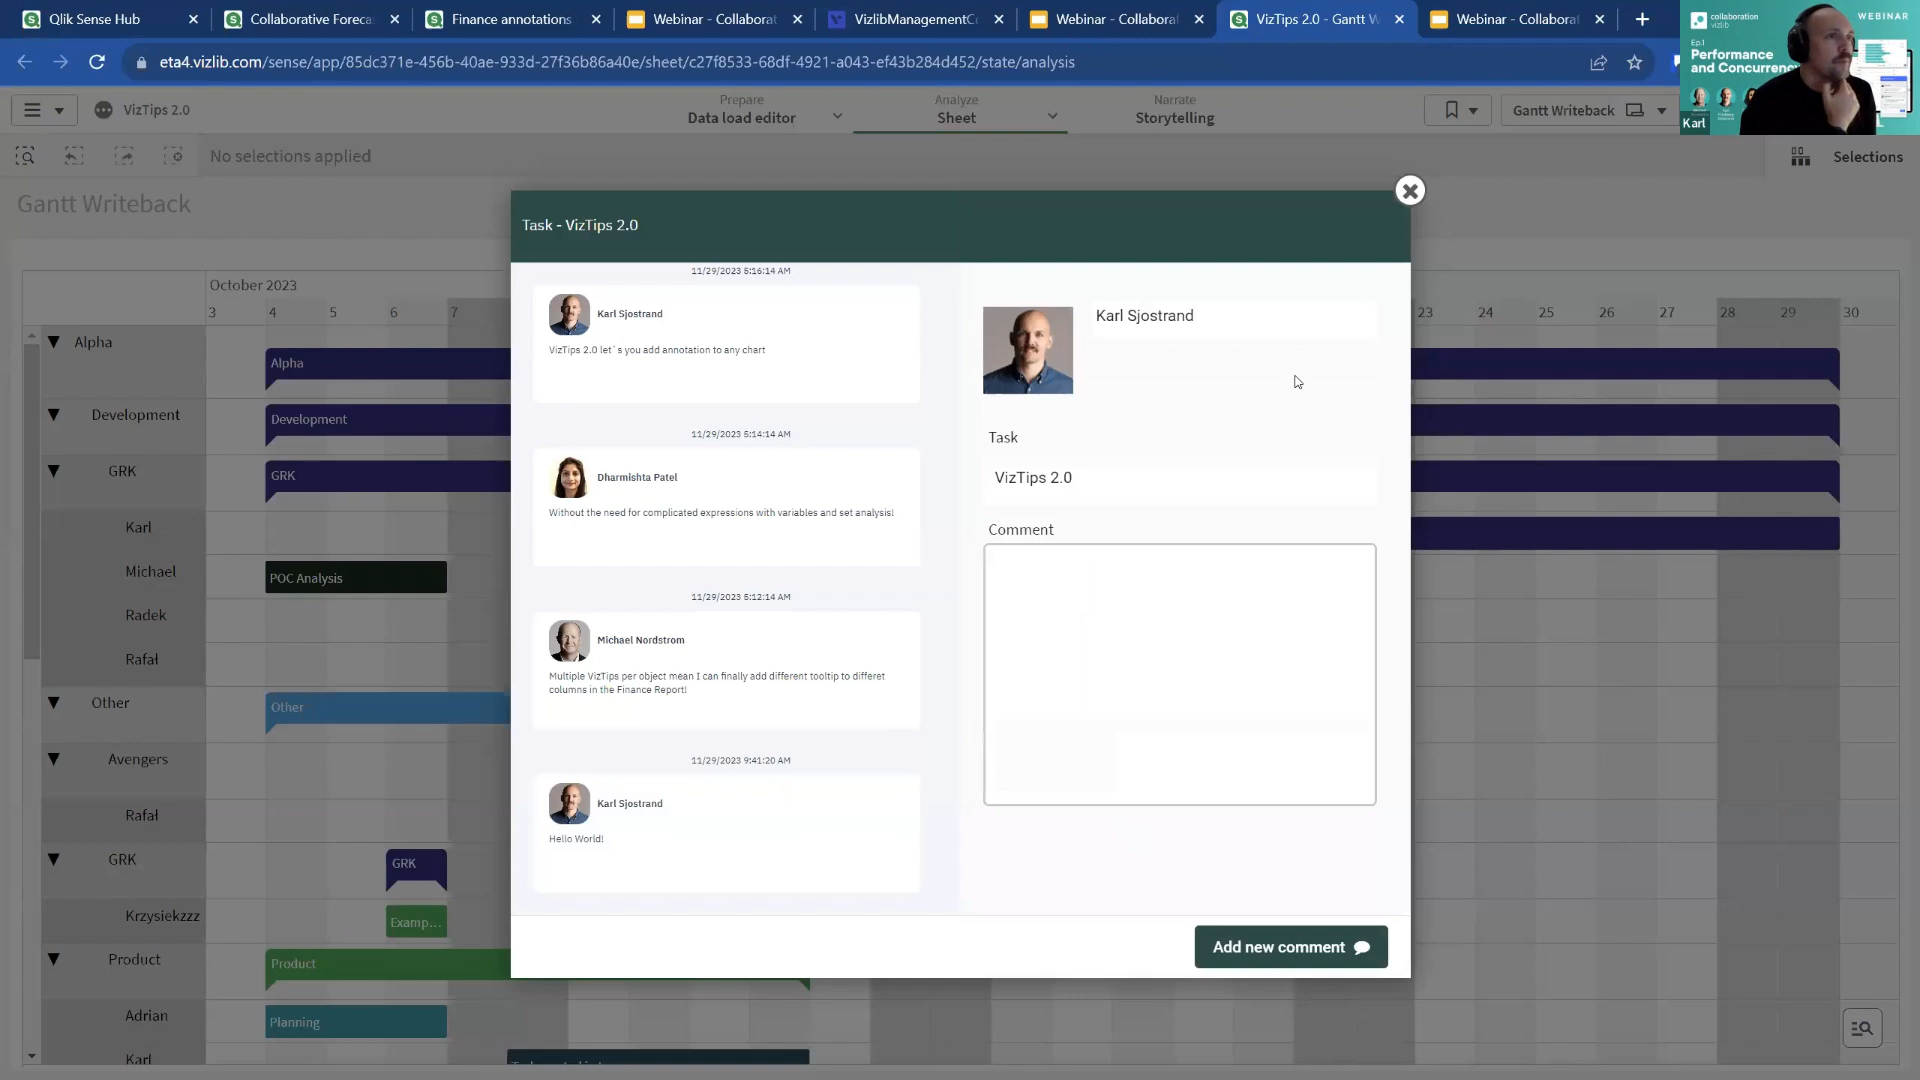 Qlik Sense Hub
Collaborative Foreca
Finance annotations
Webinar - Collaborat
VizlibManagementC
Webinar - Collaborat
VizTips 2.0 - Gantt W
Webinar - Collabora
collaboration
vizlib
WEBINAR
Ep.1
Performance
and Concurrency
Karl
eta4.vizlib.com/sense/app/85dc371e-456b-40ae-933d-27f36b86a40e/sheet/c27f8533-68df-4921-a043-ef43b284d452/state/analysis
VizTips 2.0
Prepare
Data load editor
Analyze
Sheet
Narrate
Storytelling
Gantt Writeback
No selections applied
Selections
Gantt Writeback
October 2023
3 4 5 6 7 23 24 25 26 27 28 29 30
Alpha
Alpha
Development
Development
GRK
GRK
Karl
Michael
POC Analysis
Radek
Rafał
Other
Other
Avengers
Rafał
GRK
GRK
Krzysiekzzz
Examp...
Product
Product
Adrian
Planning
Karl
Task - VizTips 2.0
11/29/2023 5:16:14 AM
Karl Sjostrand
VizTips 2.0 let`s you add annotation to any chart
11/29/2023 5:14:14 AM
Dharmishta Patel
Without the need for complicated expressions with variables and set analysis!
11/29/2023 5:12:14 AM
Michael Nordstrom
Multiple VizTips per object mean I can finally add different tooltip to differet
columns in the Finance Report!
11/29/2023 9:41:20 AM
Karl Sjostrand
Hello World!
Karl Sjostrand
Task
VizTips 2.0
Comment
Add new comment